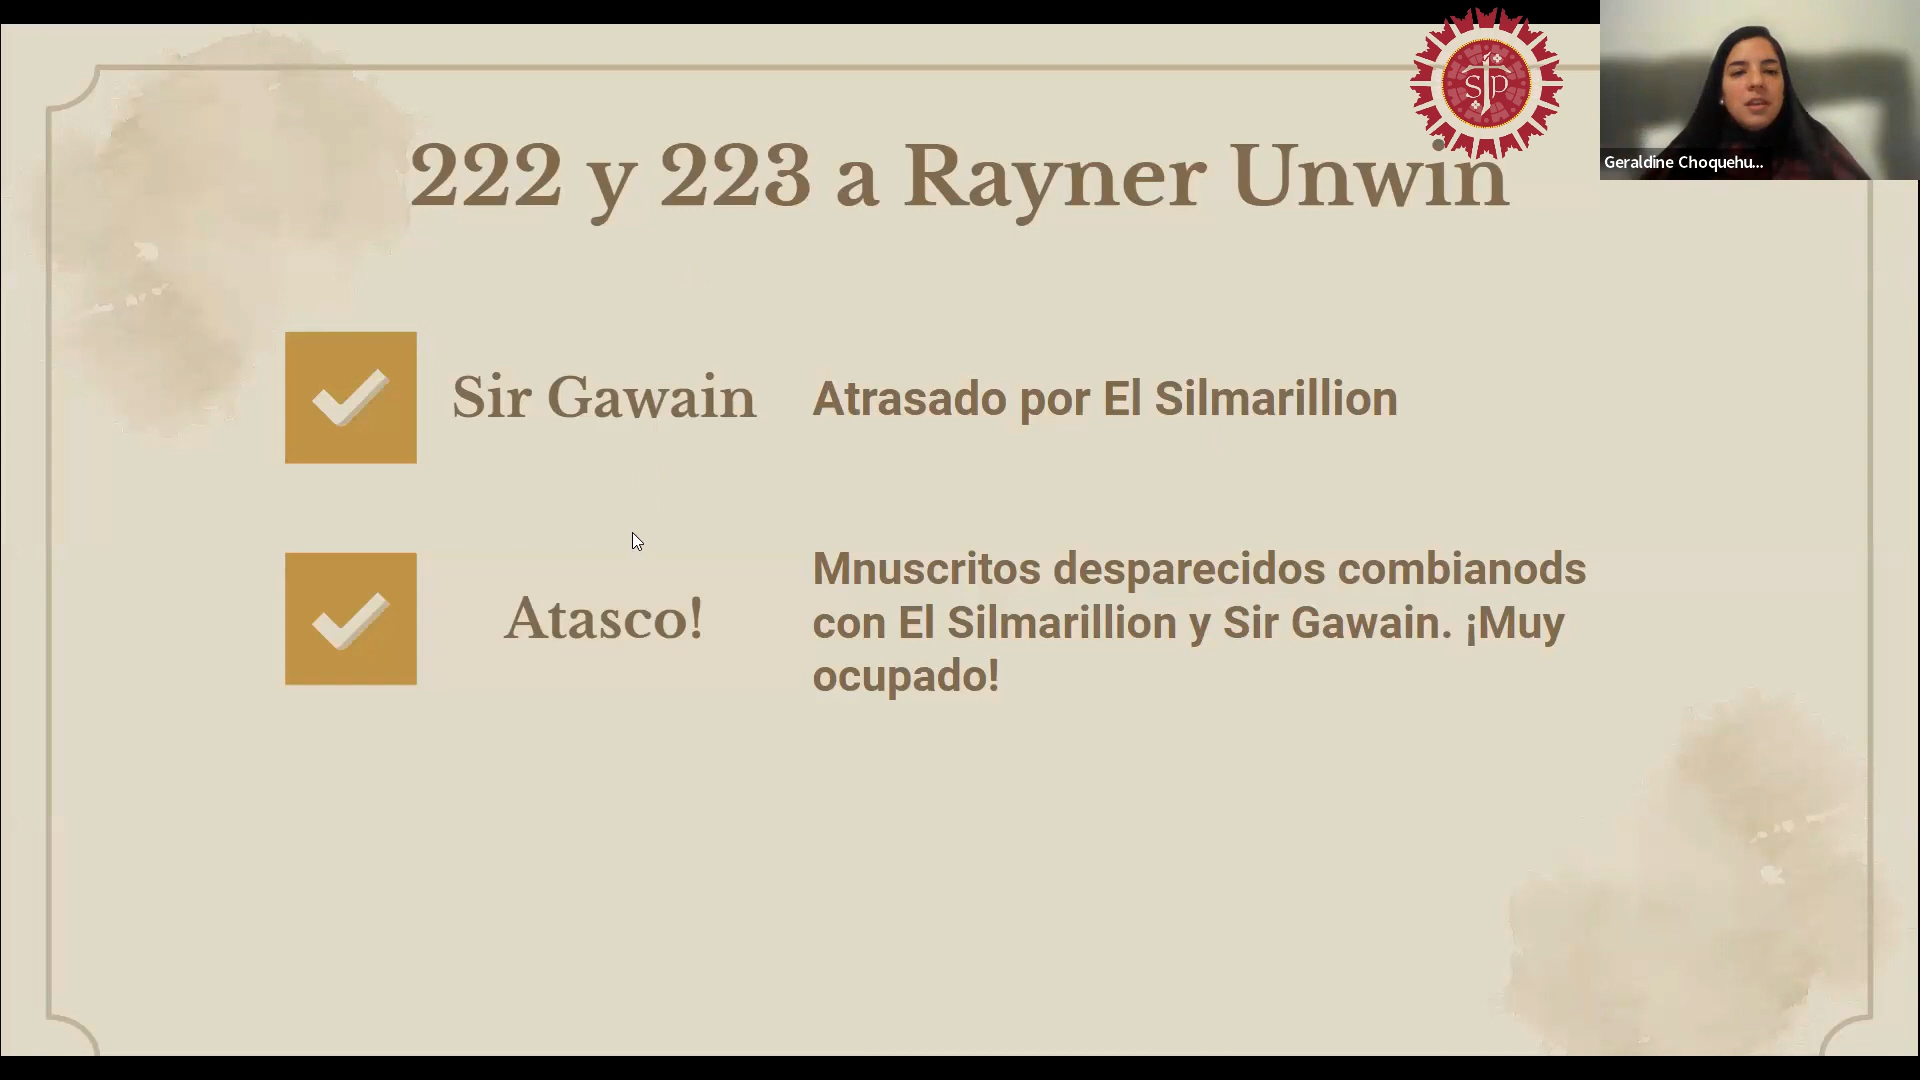 222 y 223 a Rayner Unwin
STP
Geraldine Choquehu...
Sir Gawain
Atrasado por El Silmarillion
Atasco!
Mnuscritos desparecidos combianods
con El Silmarillion y Sir Gawain. ¡Muy
ocupado!